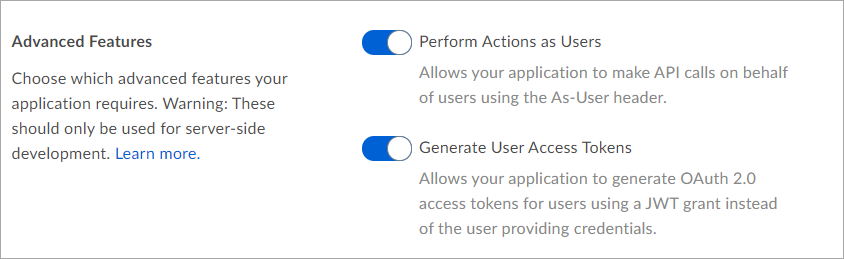 Advanced Features
Choose which advanced features your
application requires. Warning: These
should only be used for server-side
development. Learn more.
Perform Actions as Users
Allows your application to make API calls on behalf
of users using the As-User header.
Generate User Access Tokens
Allows your application to generate OAuth 2.0
access tokens for users using a JWT grant instead
of the user providing credentials.